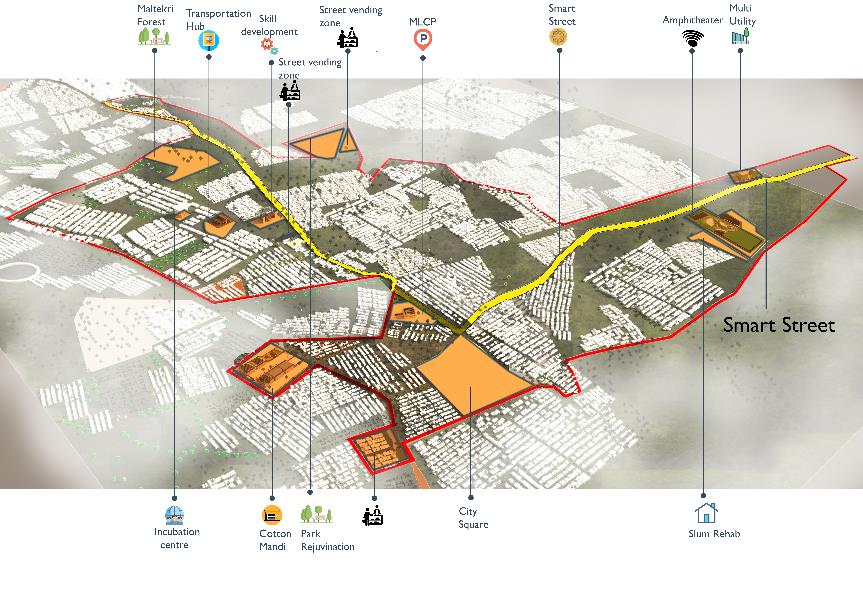 Maltekri
Forest
Transportation
Hub
Skill
development
Street vending
zone
Street vending
zone
MLCP
P
Smart
Street
Amphitheater
Multi
Utility
Smart Street
Incubation
centre
Cotton
Mandi
Park
Rejuvination
City
Square
Slum Rehab